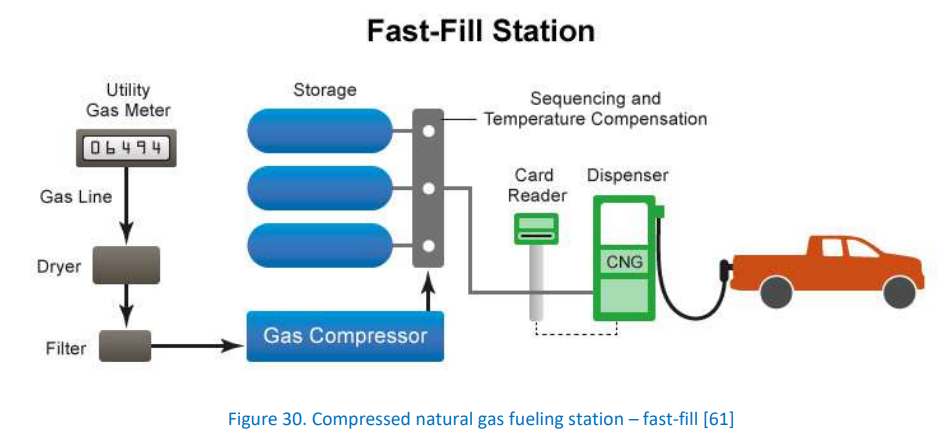 Fast-Fill Station
Utility
Gas Meter
06494
Gas Line
Dryer
Filter
Storage
Gas Compressor
Sequencing and
Temperature Compensation
Card
Reader
Dispenser
CNG
Figure 30. Compressed natural gas fueling station – fast-fill [61]